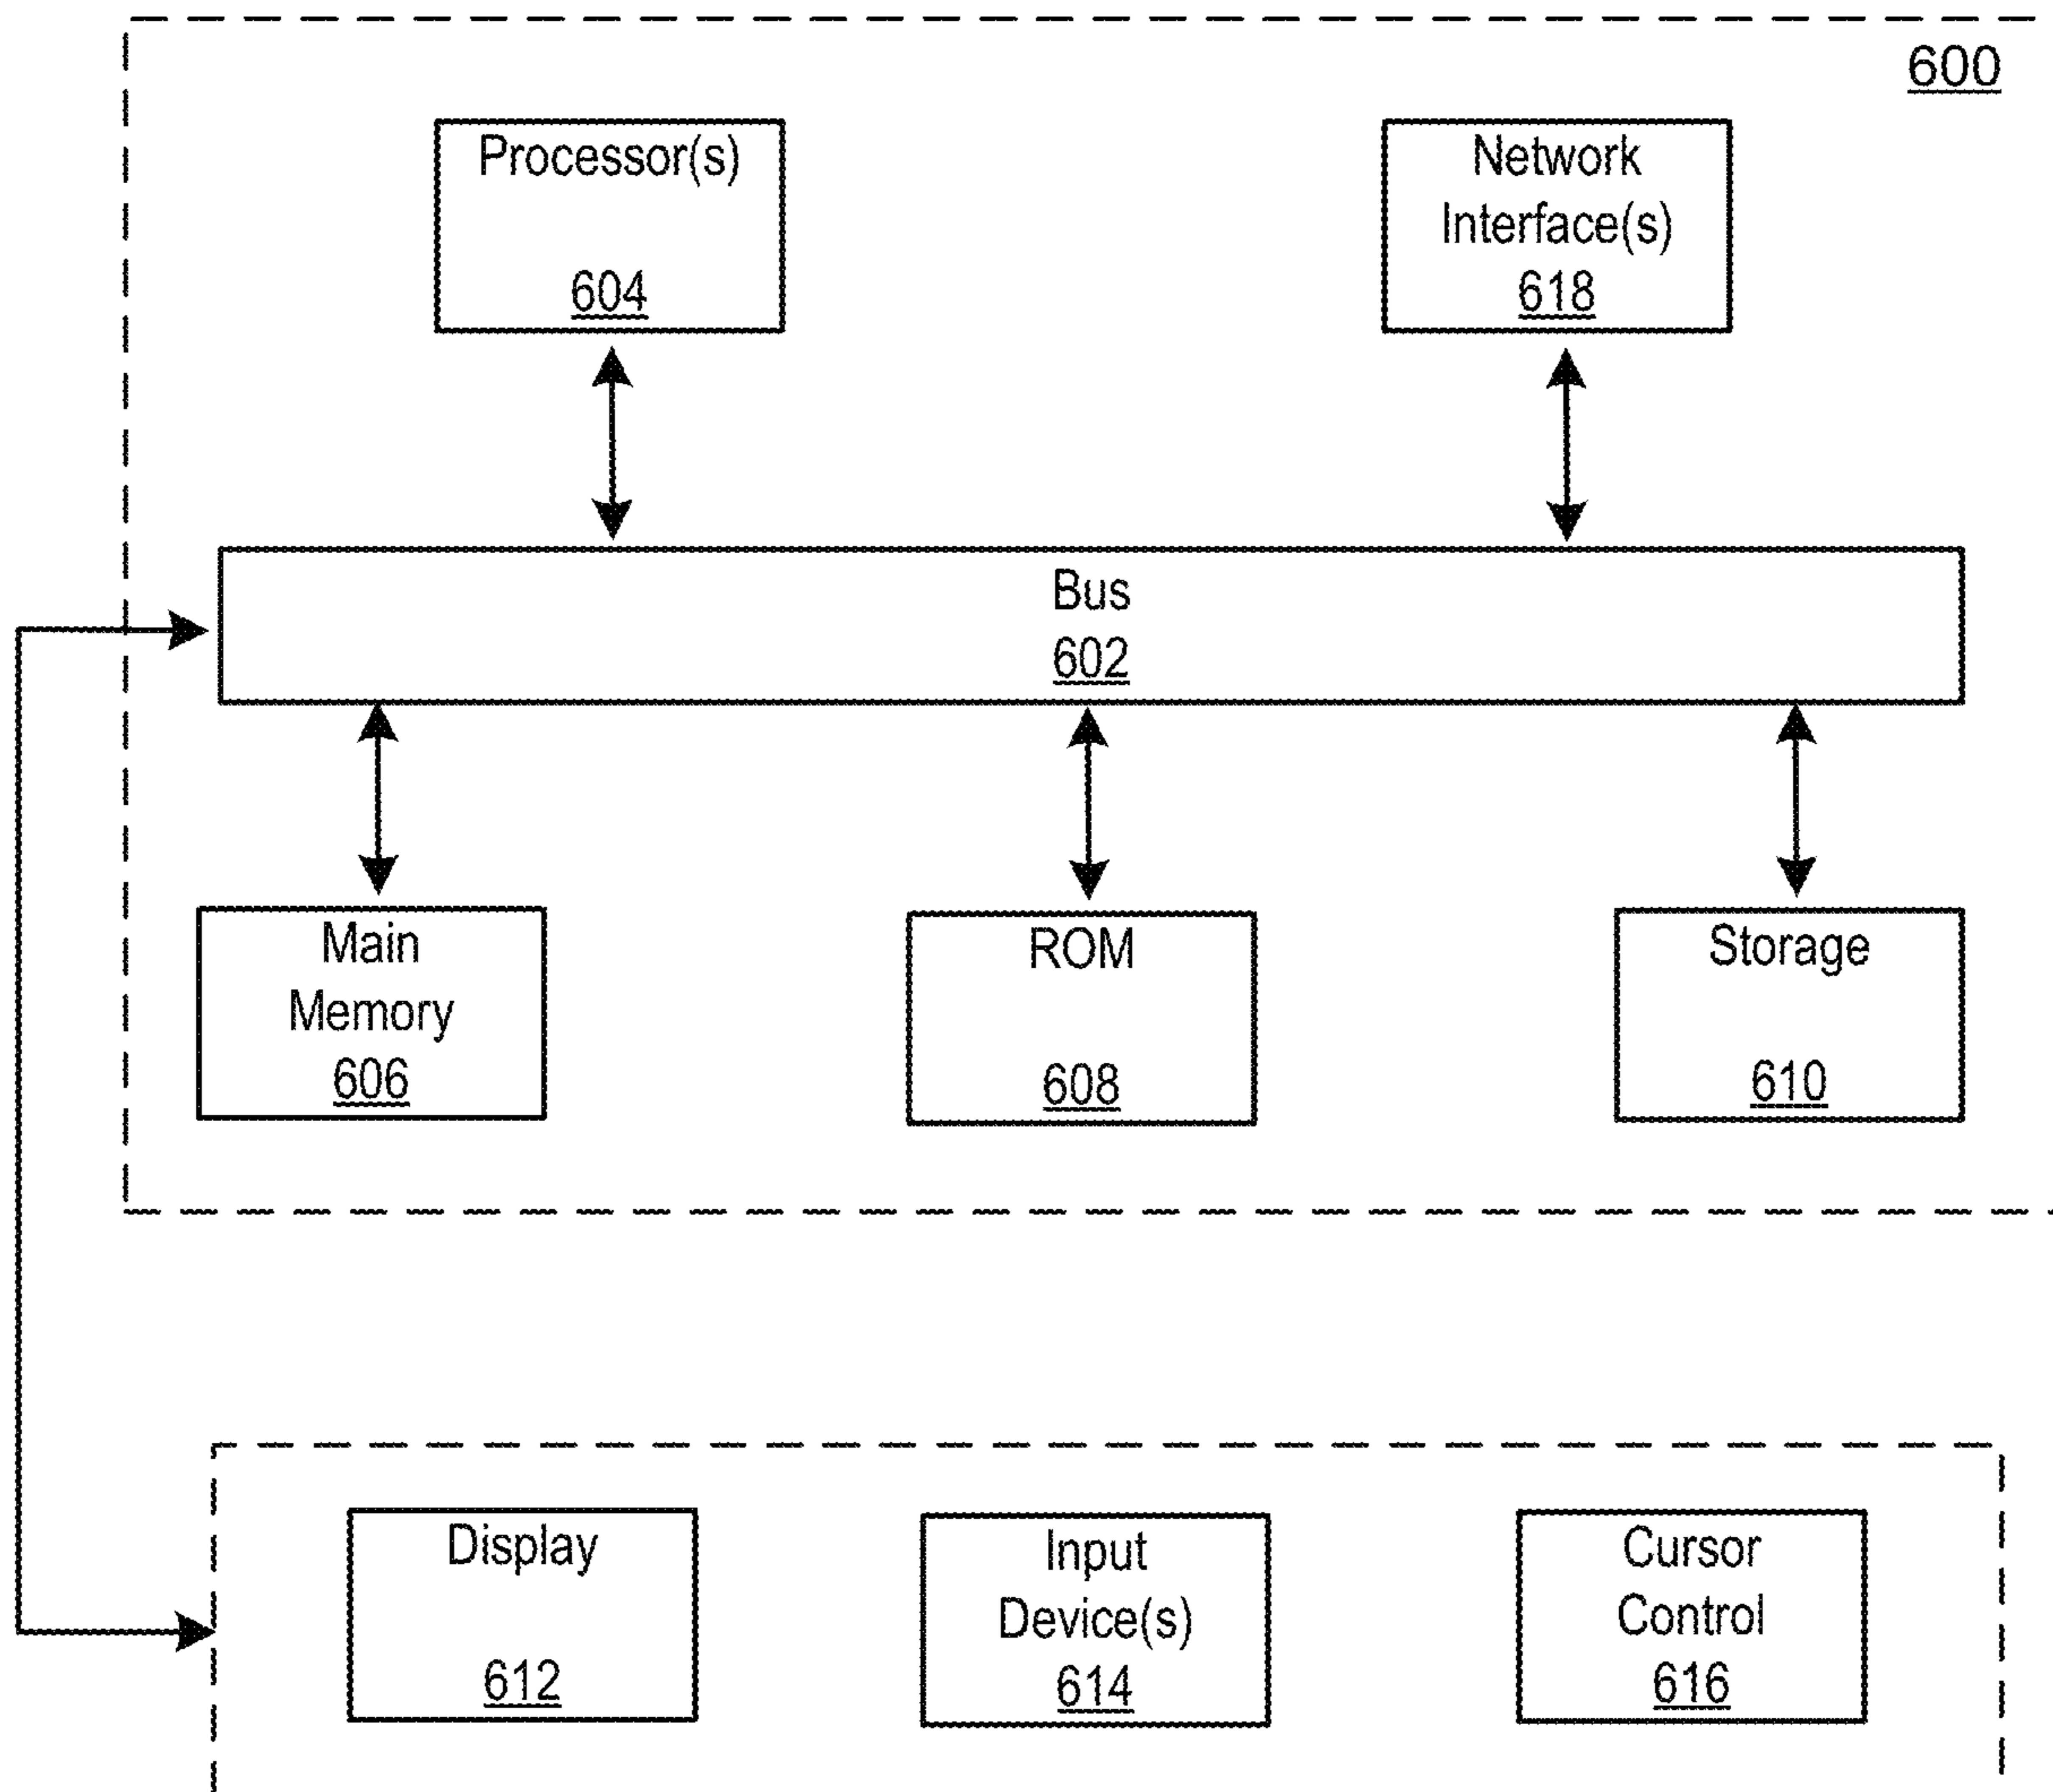 600
Processor(s)
604
Network
Interface(s)
618
Bus
602
Main
Memory
606
ROM
608
Storage
610
Display
612
Input
Device(s)
614
Cursor
Control
616